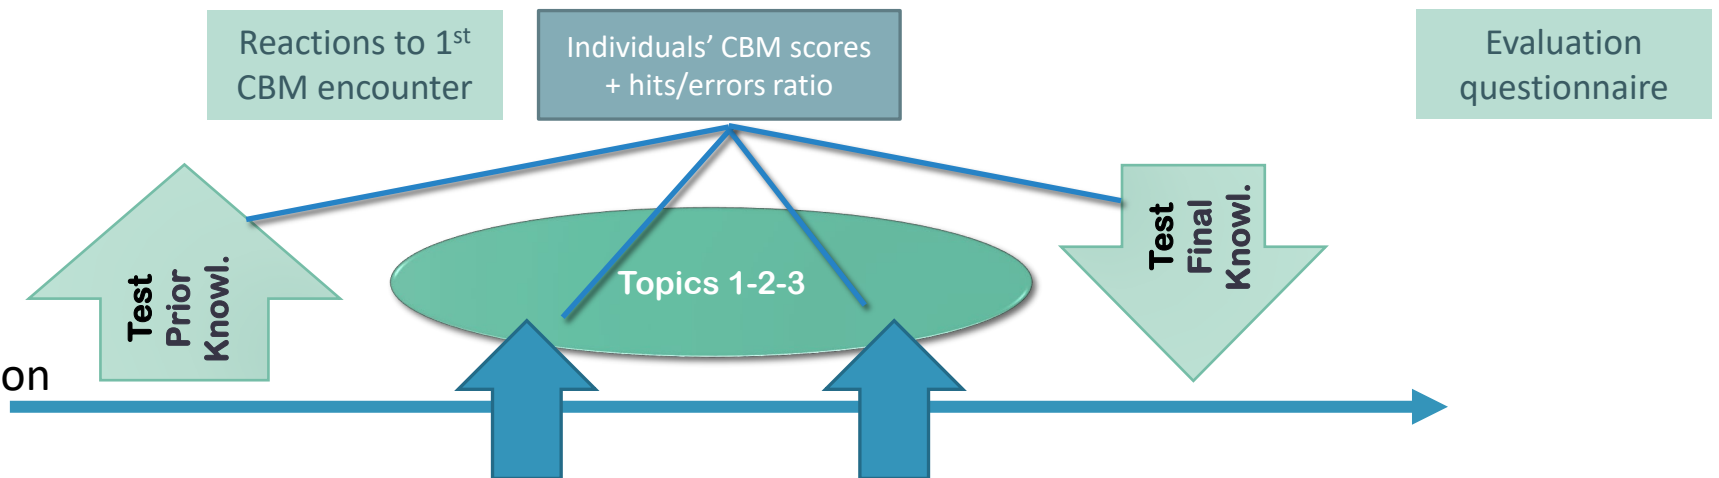 Reactions to 1st
CBM encounter
Individuals’ CBM scores
+ hits/errors ratio
Evaluation
questionnaire
Test
Prior
Knowl.
Topics 1-2-3
Test
Final
Knowl.
on